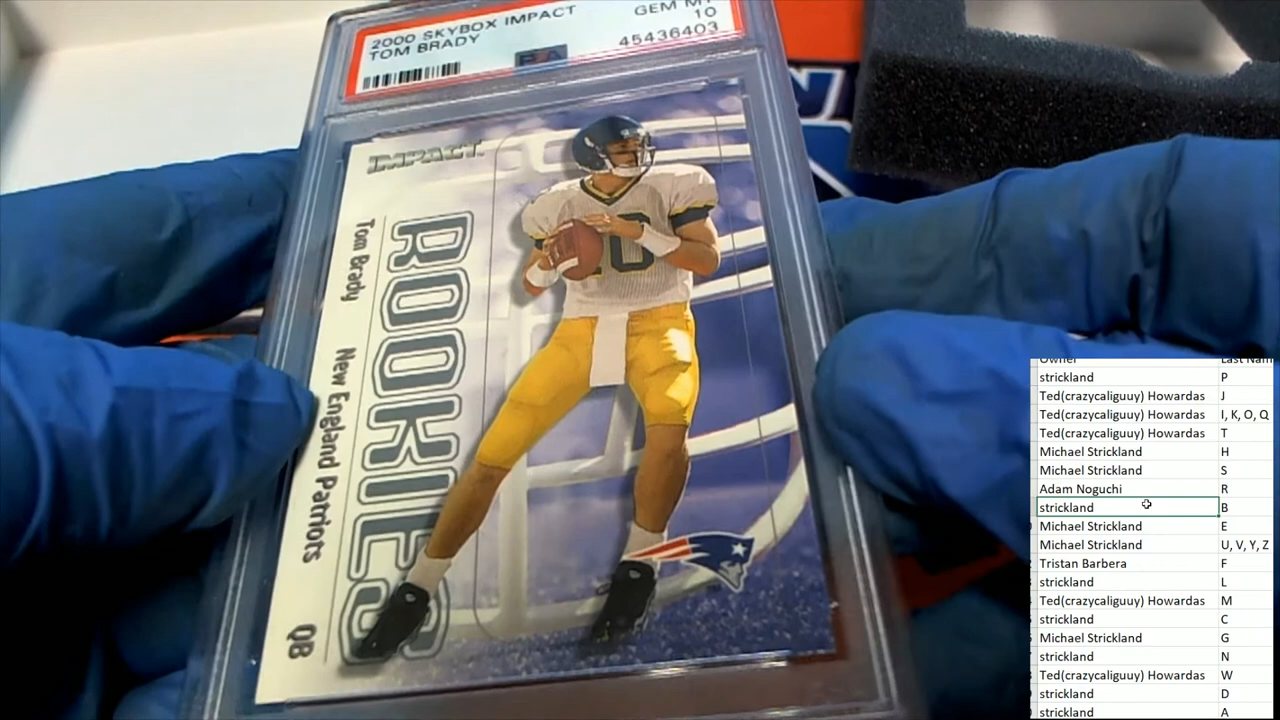 2000 SKYBOX IMPACT
TOM BRADY
GEM MT
10
45436403
PSA
IMPACT
ROOKIES
Tom Brady
New England Patriots
QB
10
Owner Last Nam
strickland P
Ted(crazycaliguuy) Howardas J
Ted(crazycaliguuy) Howardas I, K, O, Q
Ted(crazycaliguuy) Howardas T
Michael Strickland H
Michael Strickland S
Adam Noguchi R
strickland B
Michael Strickland E
Michael Strickland U, V, Y, Z
Tristan Barbera F
strickland L
Ted(crazycaliguuy) Howardas M
strickland C
Michael Strickland G
strickland N
Ted(crazycaliguuy) Howardas W
strickland D
strickland A